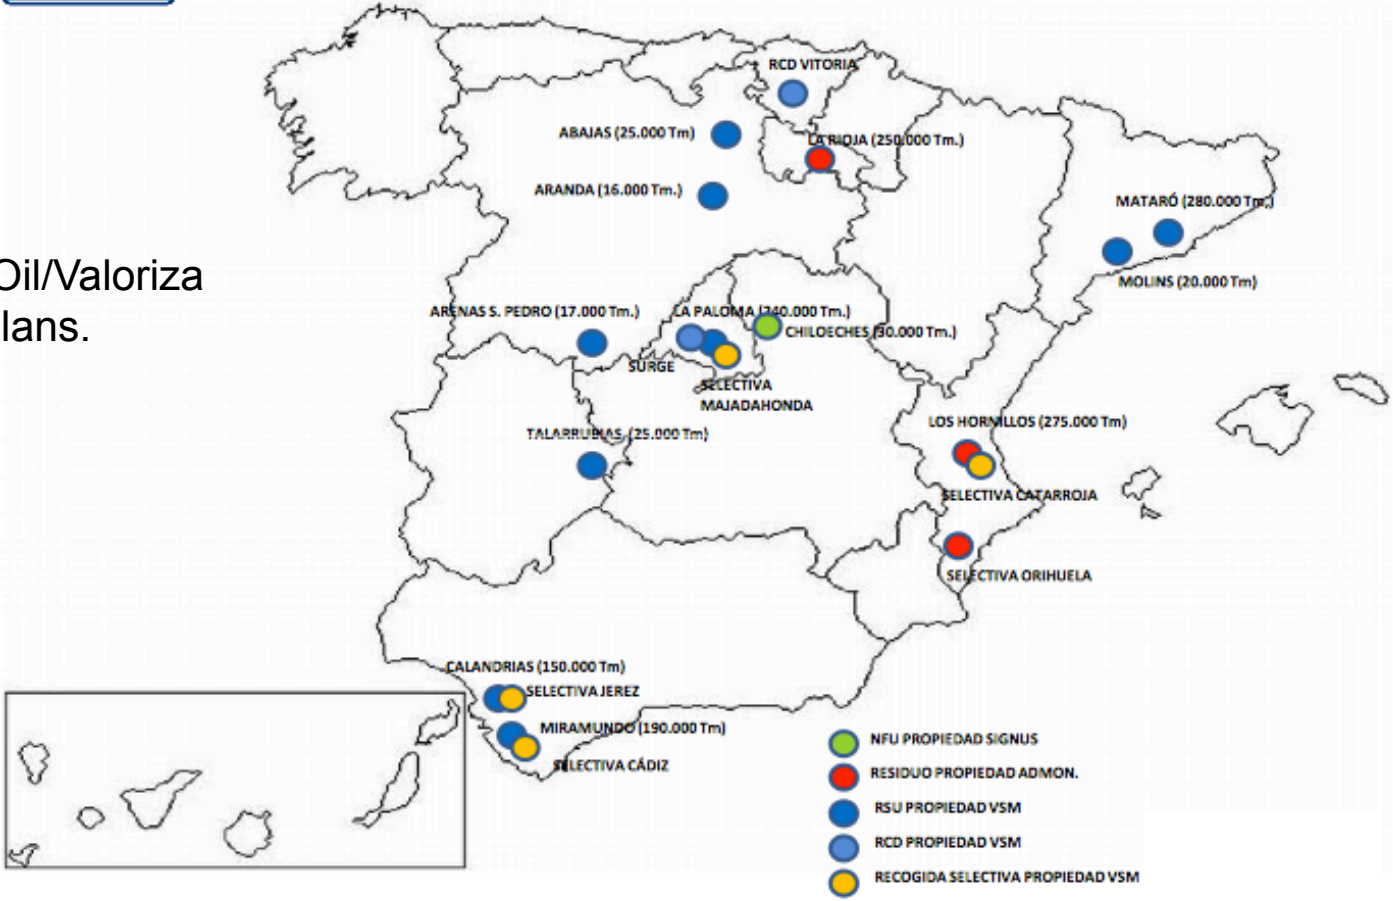 RCD VITORIA
ABAJAS (25.000 Tm)
LA RIOJA (250.000 Tm.)
ARANDA (16.000 Tm.)
MATARÓ (280.000 Tm,)
Oil/Valoriza
lans.
MOLINS (20.000 Tm)
ARENAS S. PEDRO (17.000 Tm.)
LA PALOMA (240.000 Tm.)
CHILOECHES (30.000 Tm.)
SURGE
SELECTIVA
MAJADAHONDA
LOS HORNILLOS (275.000 Tm)
TALARRUBIAS (25.000 Tm)
SELECTIVA CATARROJA
SELECTIVA ORIHUELA
CALANDRIAS (150.000 Tm)
SELECTIVA JEREZ
MIRAMUNDO (190.000 Tm)
SELECTIVA CÁDIZ
NFU PROPIEDAD SIGNUS
RESIDUO PROPIEDAD ADMON.
RSU PROPIEDAD VSM
RCD PROPIEDAD VSM
RECOGIDA SELECTIVA PROPIEDAD VSM